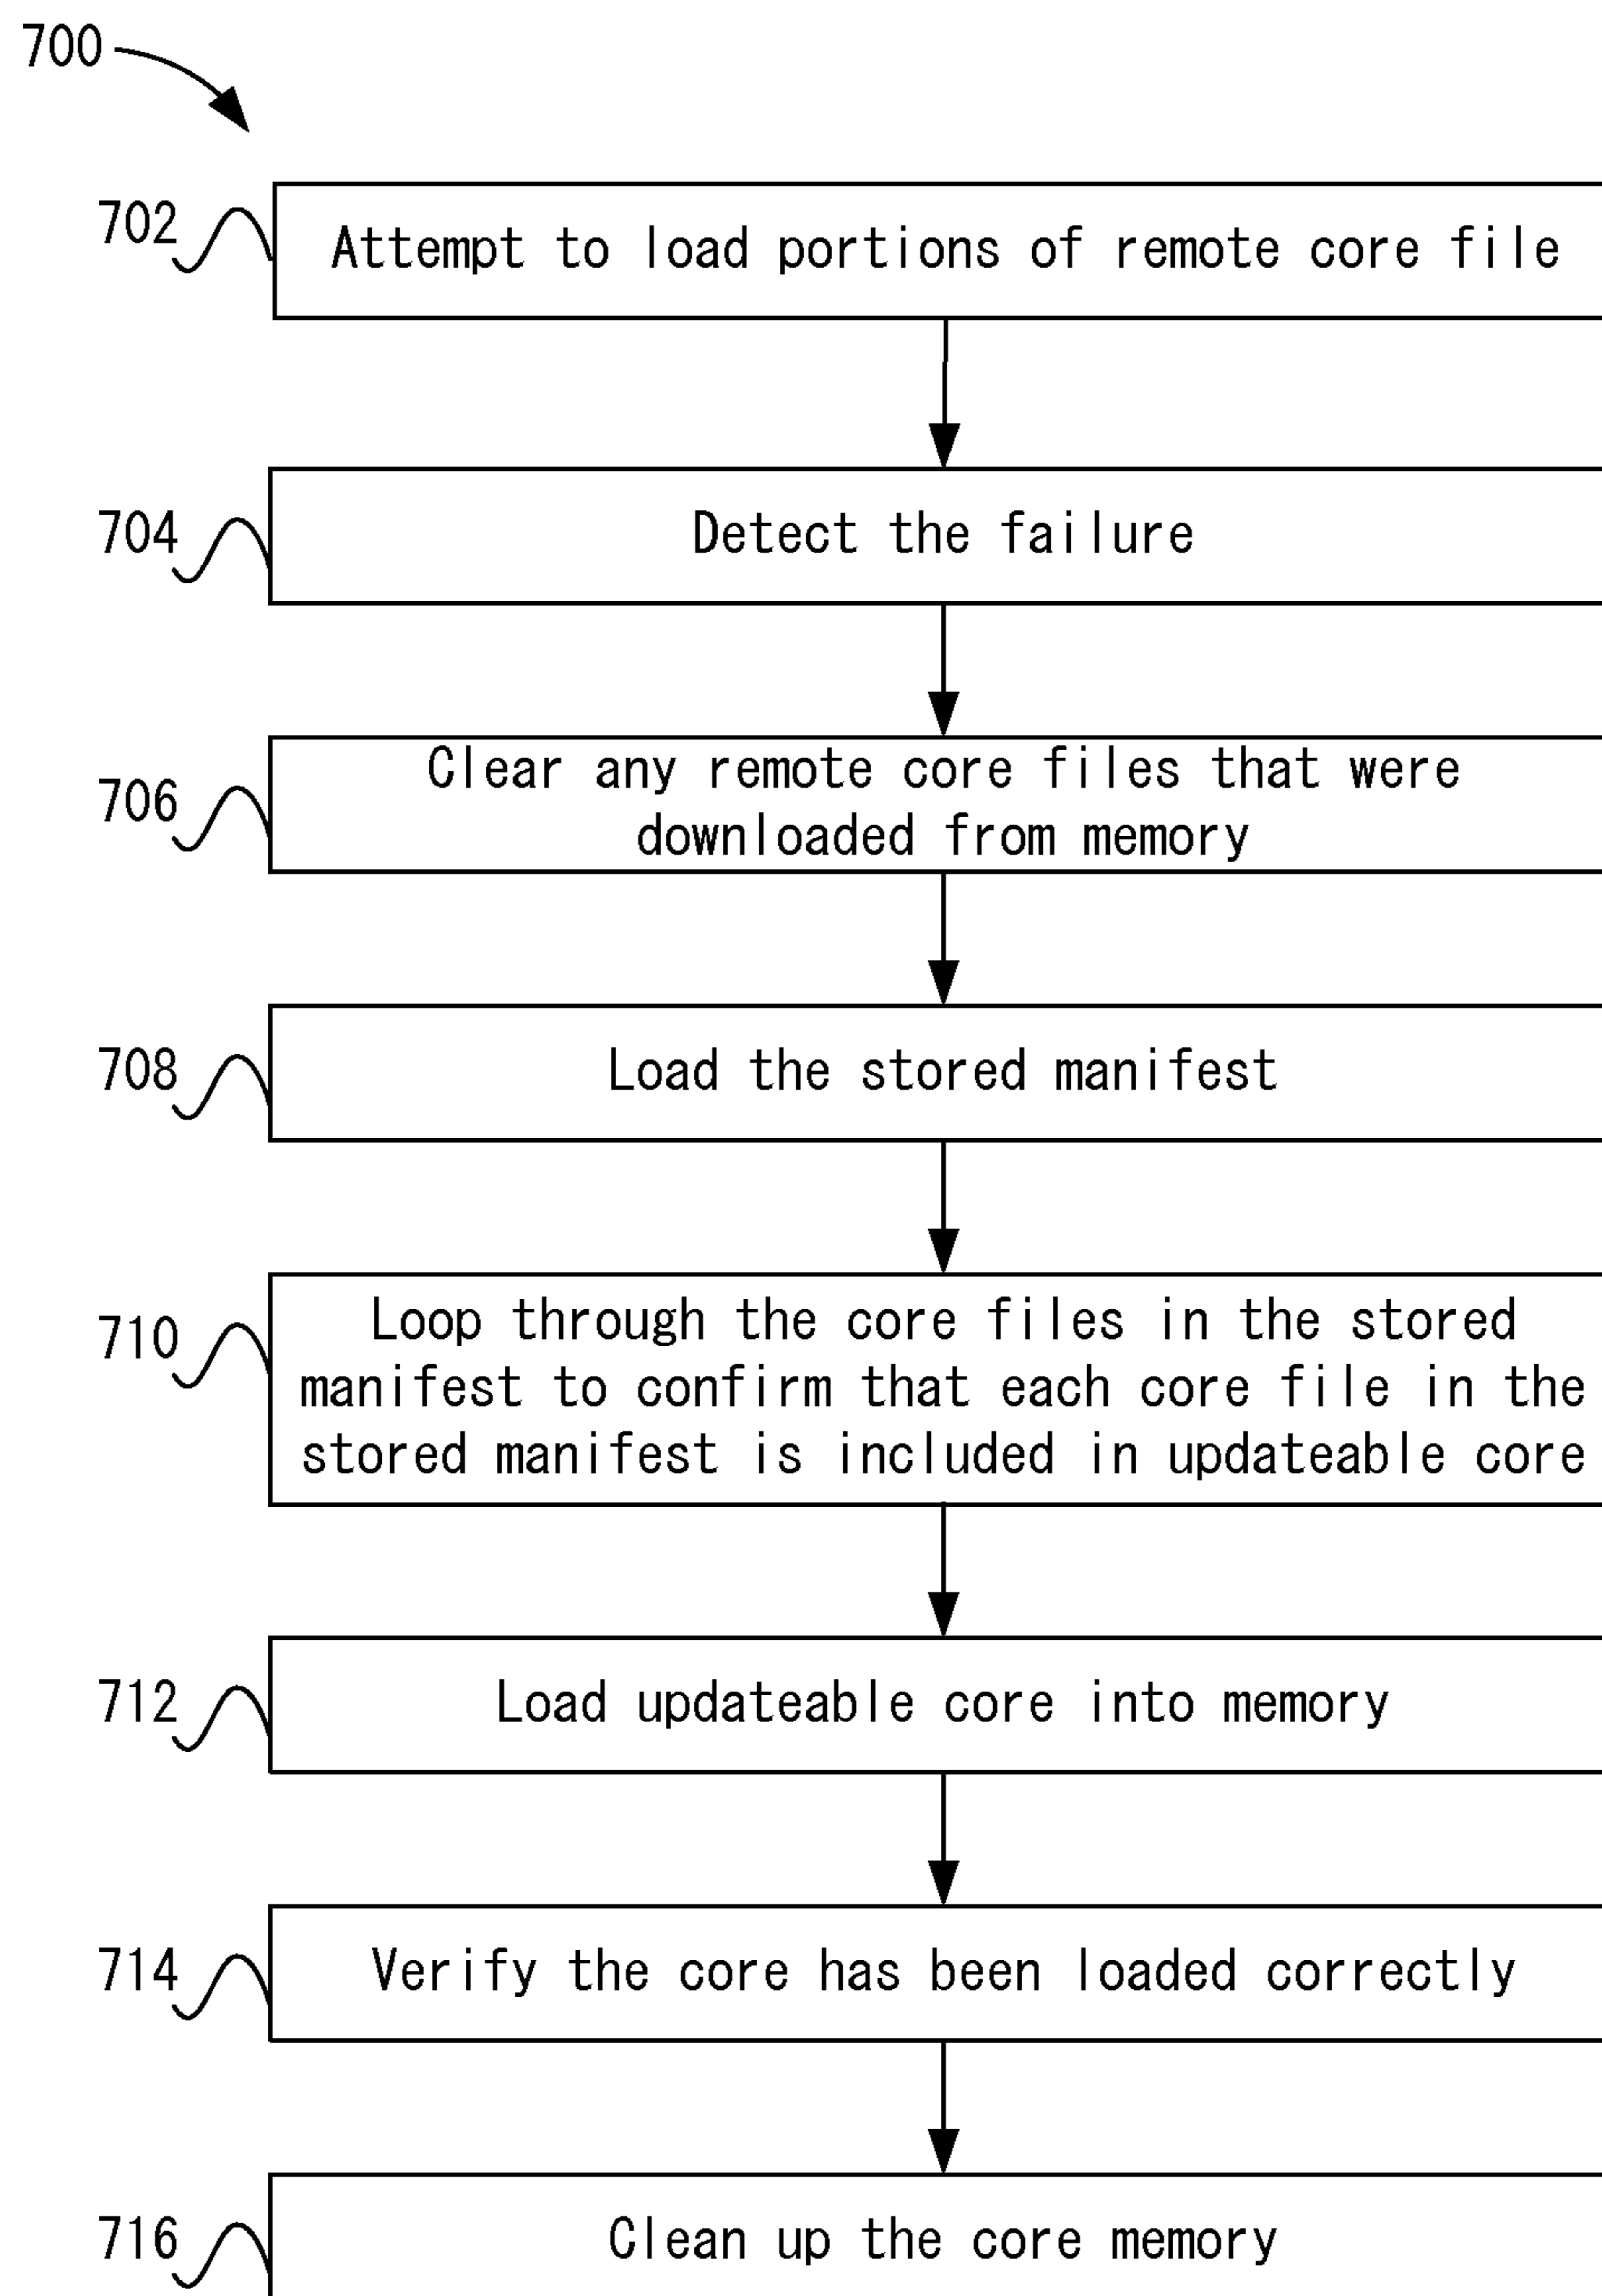 700
702
Attempt to load portions of remote core file
704
Detect the failure
706
Clear any remote core files that were
downloaded from memory
708
Load the stored manifest
710
Loop through the core files in the stored
manifest to confirm that each core file in the
stored manifest is included in updateable core
712
Load updateable core into memory
714
Verify the core has been loaded correctly
716
Clean up the core memory